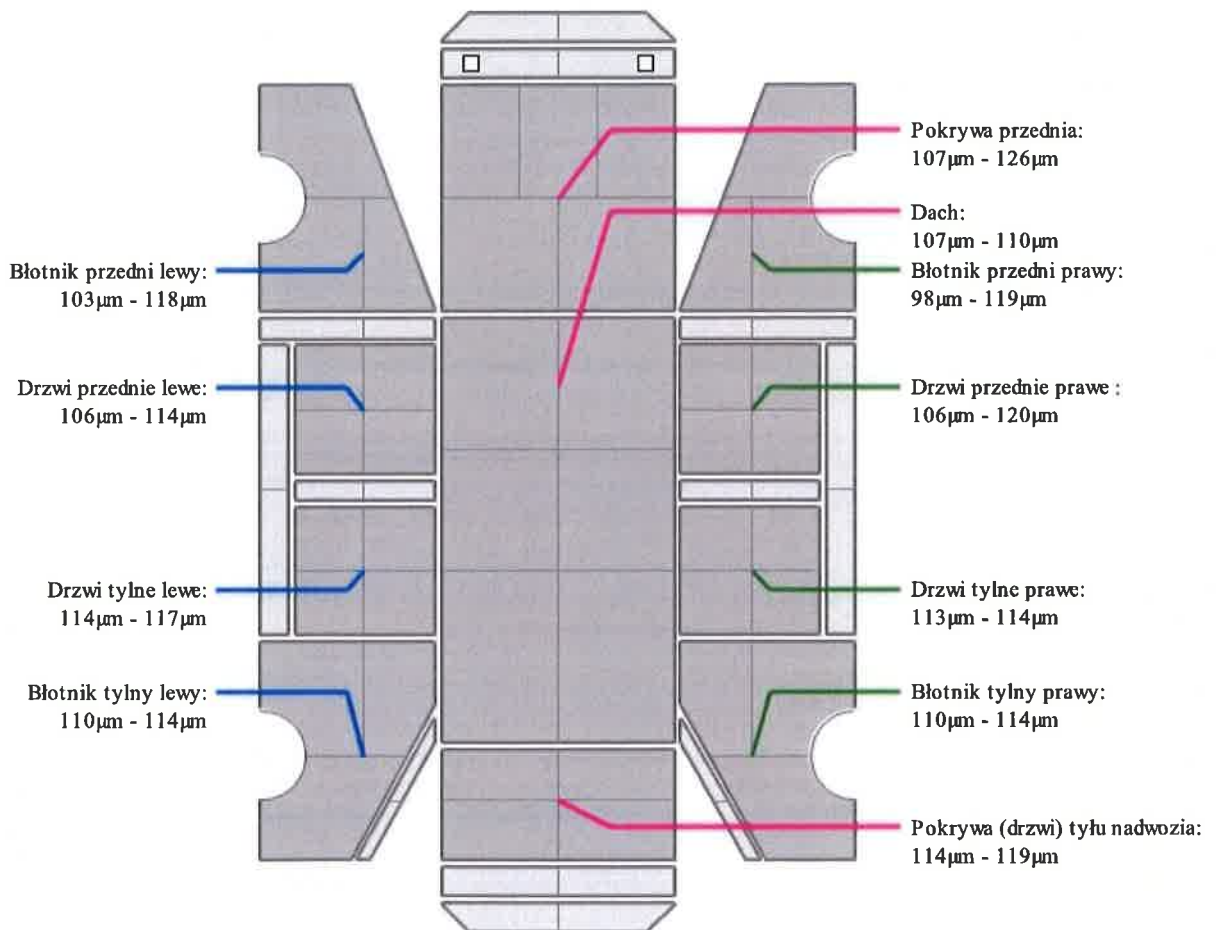 Pokrywa przednia:
107µm - 126µm
Dach:
107µm - 110µm
Błotnik przedni lewy:
103µm - 118µm
Błotnik przedni prawy:
98µm - 119µm
Drzwi przednie lewe:
106µm - 114µm
Drzwi przednie prawe :
106µm - 120µm
Drzwi tylne lewe:
114µm - 117µm
Drzwi tylne prawe:
113µm - 114µm
Błotnik tylny lewy:
110µm - 114µm
Błotnik tylny prawy:
110µm - 114µm
Pokrywa (drzwi) tyłu nadwozia:
114µm - 119µm